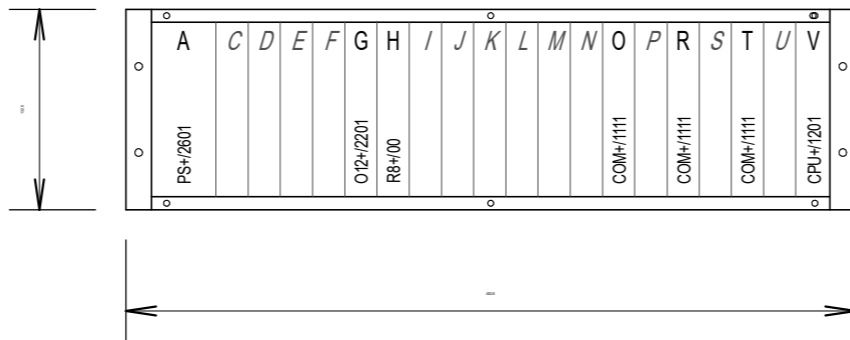 A C D E F G H I J K L M N O P R S T U V
PS+/2601
O12+/2201
R8+/00
COM+/1111
COM+/1111
COM+/1111
CPU+/1201